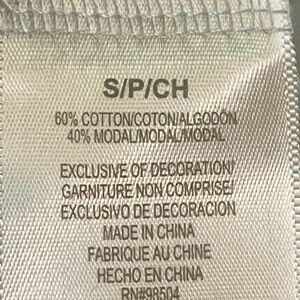 S/P/CH
60% COTTON/COTON/ALGODÓN
40% MODAL/MODAL/MODAL
EXCLUSIVE OF DECORATION/
GARNITURE NON COMPRISE/
EXCLUSIVO DE DECORACION
MADE IN CHINA
FABRIQUE AU CHINE
HECHO EN CHINA
RN#98504